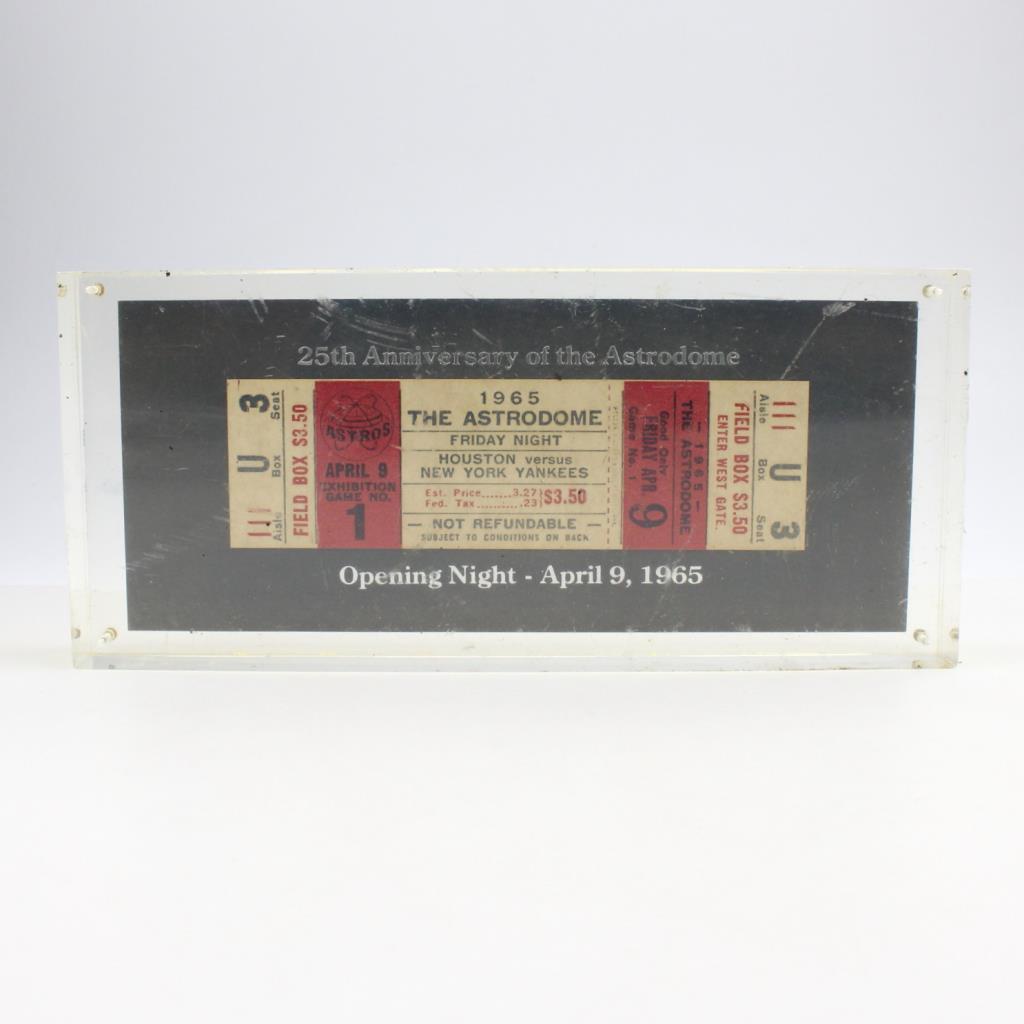 25th Anniversary of the Astrodome
3 Seat
U Box
111 Aisle
FIELD BOX $3.50
ASTROS
APRIL 9
EXHIBITION
GAME NO.
1
1965
THE ASTRODOME
FRIDAY NIGHT
HOUSTON versus
NEW YORK YANKEES
Est. Price.......3.27
Fed. Tax...........23
$3.50
— NOT REFUNDABLE —
SUBJECT TO CONDITIONS ON BACK
— 1965 —
THE ASTRODOME
Good Only
FRIDAY APR. 9
Game No. 1
Aisle 111
Box U
Seat 3
FIELD BOX $3.50
ENTER WEST GATE.
Opening Night - April 9, 1965